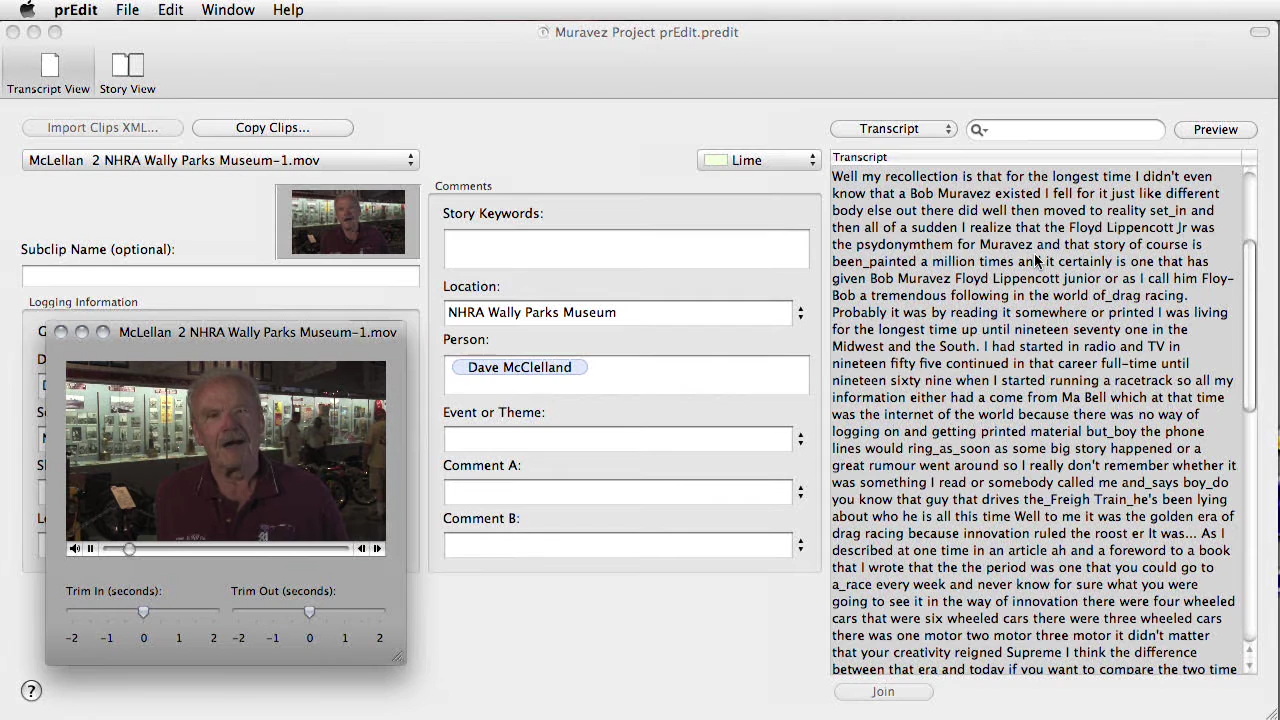 prEdit File Edit Window Help
Muravez Project prEdit.predit
Transcript View Story View
Import Clips XML... Copy Clips...
McLellan 2 NHRA Wally Parks Museum-1.mov
Lime
Subclip Name (optional):
Logging Information
McLellan 2 NHRA Wally Parks Museum-1.mov
Trim In (seconds): Trim Out (seconds):
-2 -1 0 1 2 -2 -1 0 1 2
?
Comments
Story Keywords:
Location:
NHRA Wally Parks Museum
Person:
Dave McClelland
Event or Theme:
Comment A:
Comment B:
Transcript
Preview
Transcript
Well my recollection is that for the longest time I didn't even
know that a Bob Muravez existed I fell for it just like different
body else out there did well then moved to reality set_in and
then all of a sudden I realize that the Floyd Lippencott Jr was
the psydonymthem for Muravez and that story of course is
been_painted a million times and it certainly is one that has
given Bob Muravez Floyd Lippencott junior or as I call him Floy-
Bob a tremendous following in the world of_drag racing.
Probably it was by reading it somewhere or printed I was living
for the longest time up until nineteen seventy one in the
Midwest and the South. I had started in radio and TV in
nineteen fifty five continued in that career full-time until
nineteen sixty nine when I started running a racetrack so all my
information either had a come from Ma Bell which at that time
was the internet of the world because there was no way of
logging on and getting printed material but_boy the phone
lines would ring_as_soon as some big story happened or a
great rumour went around so I really don't remember whether it
was something I read or somebody called me and_says boy_do
you know that guy that drives the_Freigh Train_he's been lying
about who he is all this time Well to me it was the golden era of
drag racing because innovation ruled the roost er It was... As I
described at one time in an article ah and a foreword to a book
that I wrote that the the period was one that you could go to
a_race every week and never know for sure what you were
going to see it in the way of innovation there were four wheeled
cars that were six wheeled cars there were three wheeled cars
there was one motor two motor three motor it didn't matter
that your creativity reigned Supreme I think the difference
between that era and today if you want to compare the two time
Join